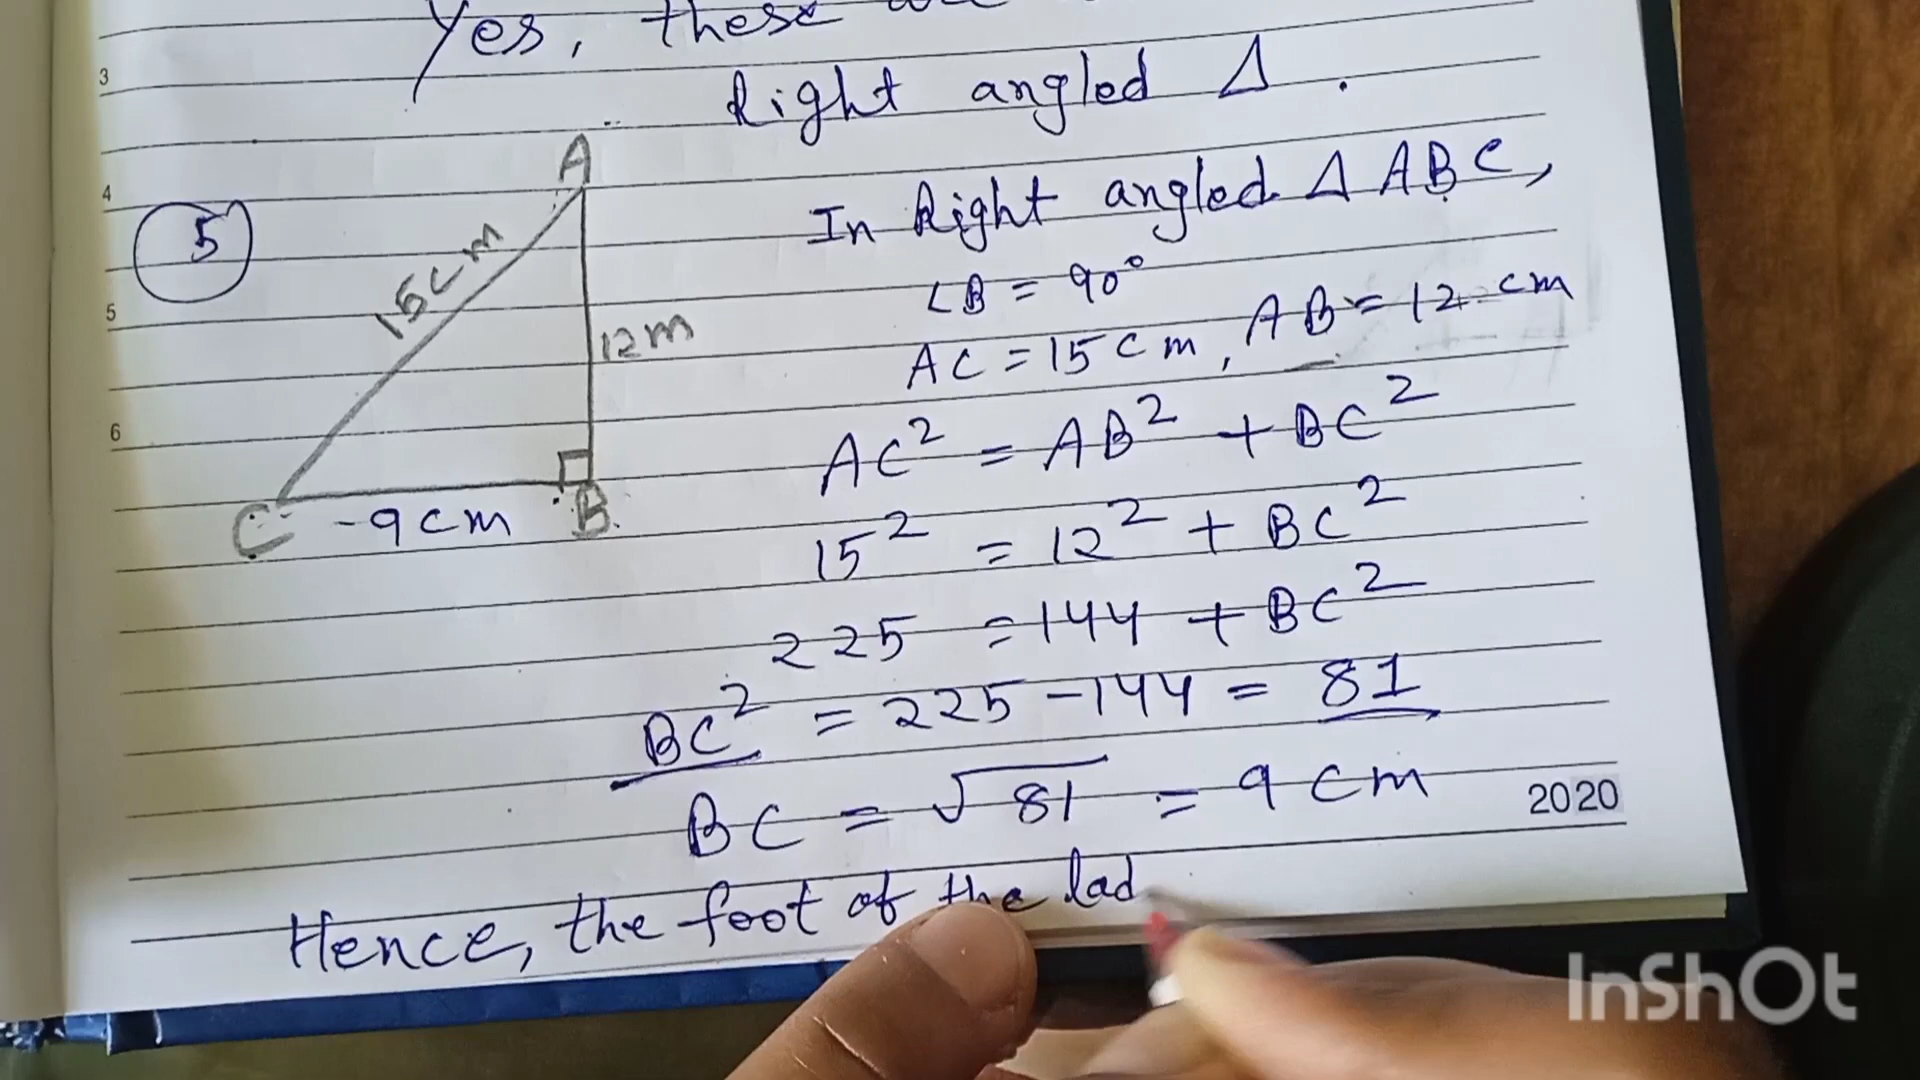 Yes, these
Right angled Δ .
3
4
5
A
15cm
12m
C -9cm B
In Right angled Δ ABC,
∠B = 90°
AC = 15cm, AB = 12 cm
5
6
AC² = AB² + BC²
15² = 12² + BC²
225 = 144 + BC²
BC² = 225 - 144 = 81
BC = √81 = 9 cm
2020
Hence, the foot of the lad
InShOt